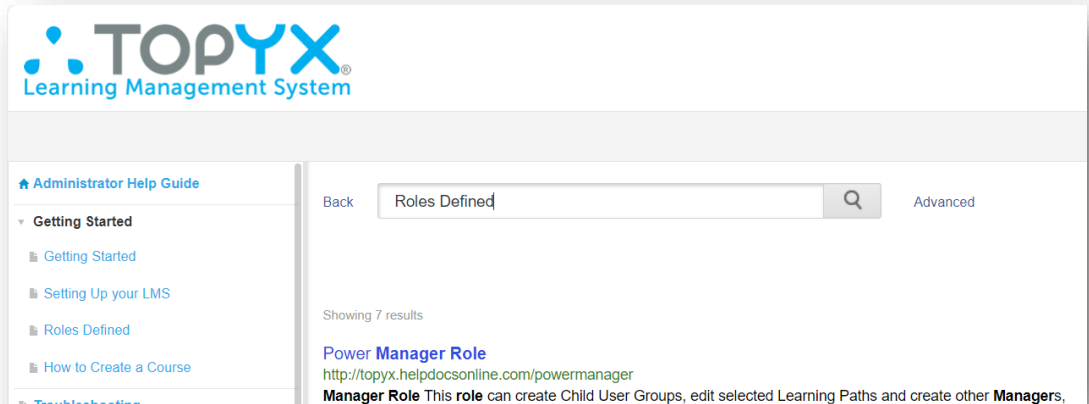 TOPYX®
Learning Management System
Administrator Help Guide
Getting Started
Getting Started
Setting Up your LMS
Roles Defined
How to Create a Course
Troubleshooting
Back
Roles Defined
Advanced
Showing 7 results
Power Manager Role
http://topyx.helpdocsonline.com/powermanager
Manager Role This role can create Child User Groups, edit selected Learning Paths and create other Managers,